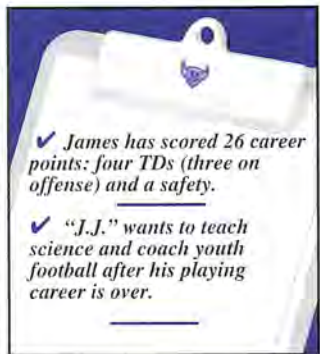 ✔ James has scored 26 career
points: four TDs (three on
offense) and a safety.
✔ “J.J.” wants to teach
science and coach youth
football after his playing
career is over.